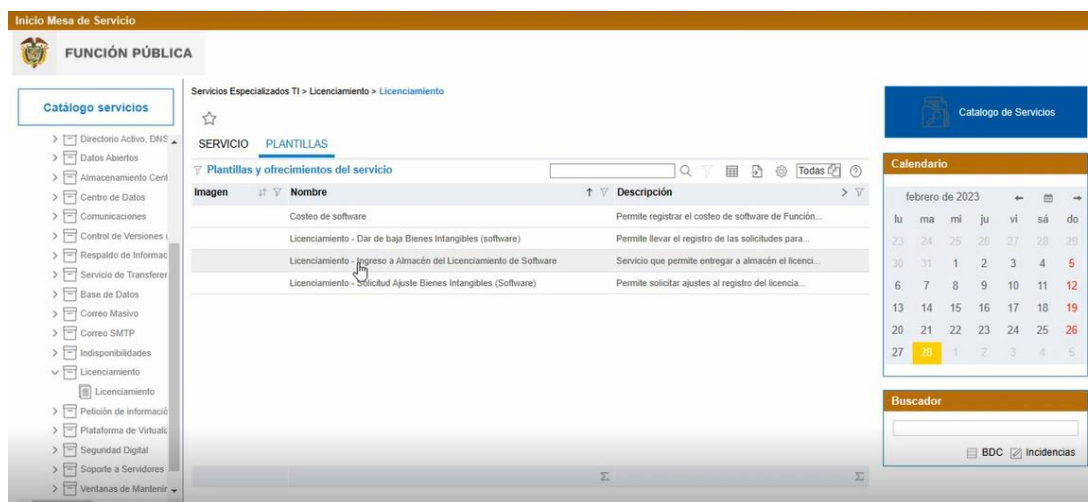 Inicio Mesa de Servicio
FUNCIÓN PÚBLICA
Catálogo servicios
Directorio Activo, DNS
Datos Abiertos
Almacenamiento Cent
Centro de Datos
Comunicaciones
Control de Versiones (
Respaldo de Informac
Servicio de Transferer
Base de Datos
Correo Masivo
Correo SMTP
Indisponibilidades
Licenciamiento
Licenciamiento
Petición de informació
Plataforma de Virtualiz
Seguridad Digital
Soporte a Servidores
Ventanas de Mantenir
Servicios Especializados TI > Licenciamiento > Licenciamiento
SERVICIO PLANTILLAS
Plantillas y ofrecimientos del servicio Todas
Imagen Nombre Descripción
Costeo de software Permite registrar el costeo de software de Función...
Licenciamiento - Dar de baja Bienes Intangibles (software) Permite llevar el registro de las solicitudes para...
Licenciamiento - Ingreso a Almacén del Licenciamiento de Software Servicio que permite entregar a almacén el licenci...
Licenciamiento - Solicitud Ajuste Bienes Intangibles (Software) Permite solicitar ajustes al registro del licencia...
Catalogo de Servicios
Calendario
febrero de 2023
lu ma mi ju vi sá do
23 24 25 26 27 28 29
30 31 1 2 3 4 5
6 7 8 9 10 11 12
13 14 15 16 17 18 19
20 21 22 23 24 25 26
27 28 1 2 3 4 5
Buscador
BDC Incidencias